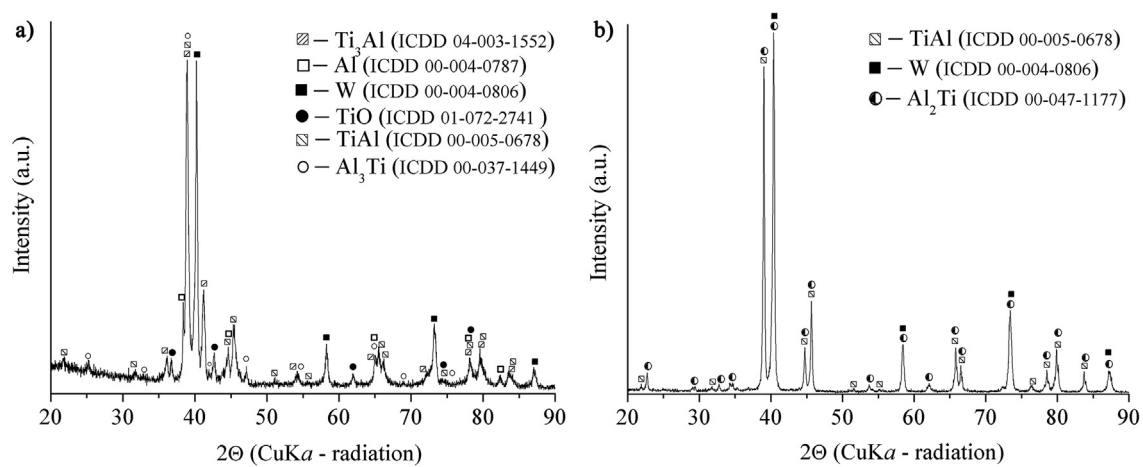 a)
▨ – Ti₃Al (ICDD 04-003-1552)
□ – Al (ICDD 00-004-0787)
■ – W (ICDD 00-004-0806)
● – TiO (ICDD 01-072-2741)
▧ – TiAl (ICDD 00-005-0678)
○ – Al₃Ti (ICDD 00-037-1449)
Intensity (a.u.)
20 30 40 50 60 70 80 90
2Θ (CuKa - radiation)
b)
▧ – TiAl (ICDD 00-005-0678)
■ – W (ICDD 00-004-0806)
◐ – Al₂Ti (ICDD 00-047-1177)
Intensity (a.u.)
20 30 40 50 60 70 80 90
2Θ (CuKa - radiation)